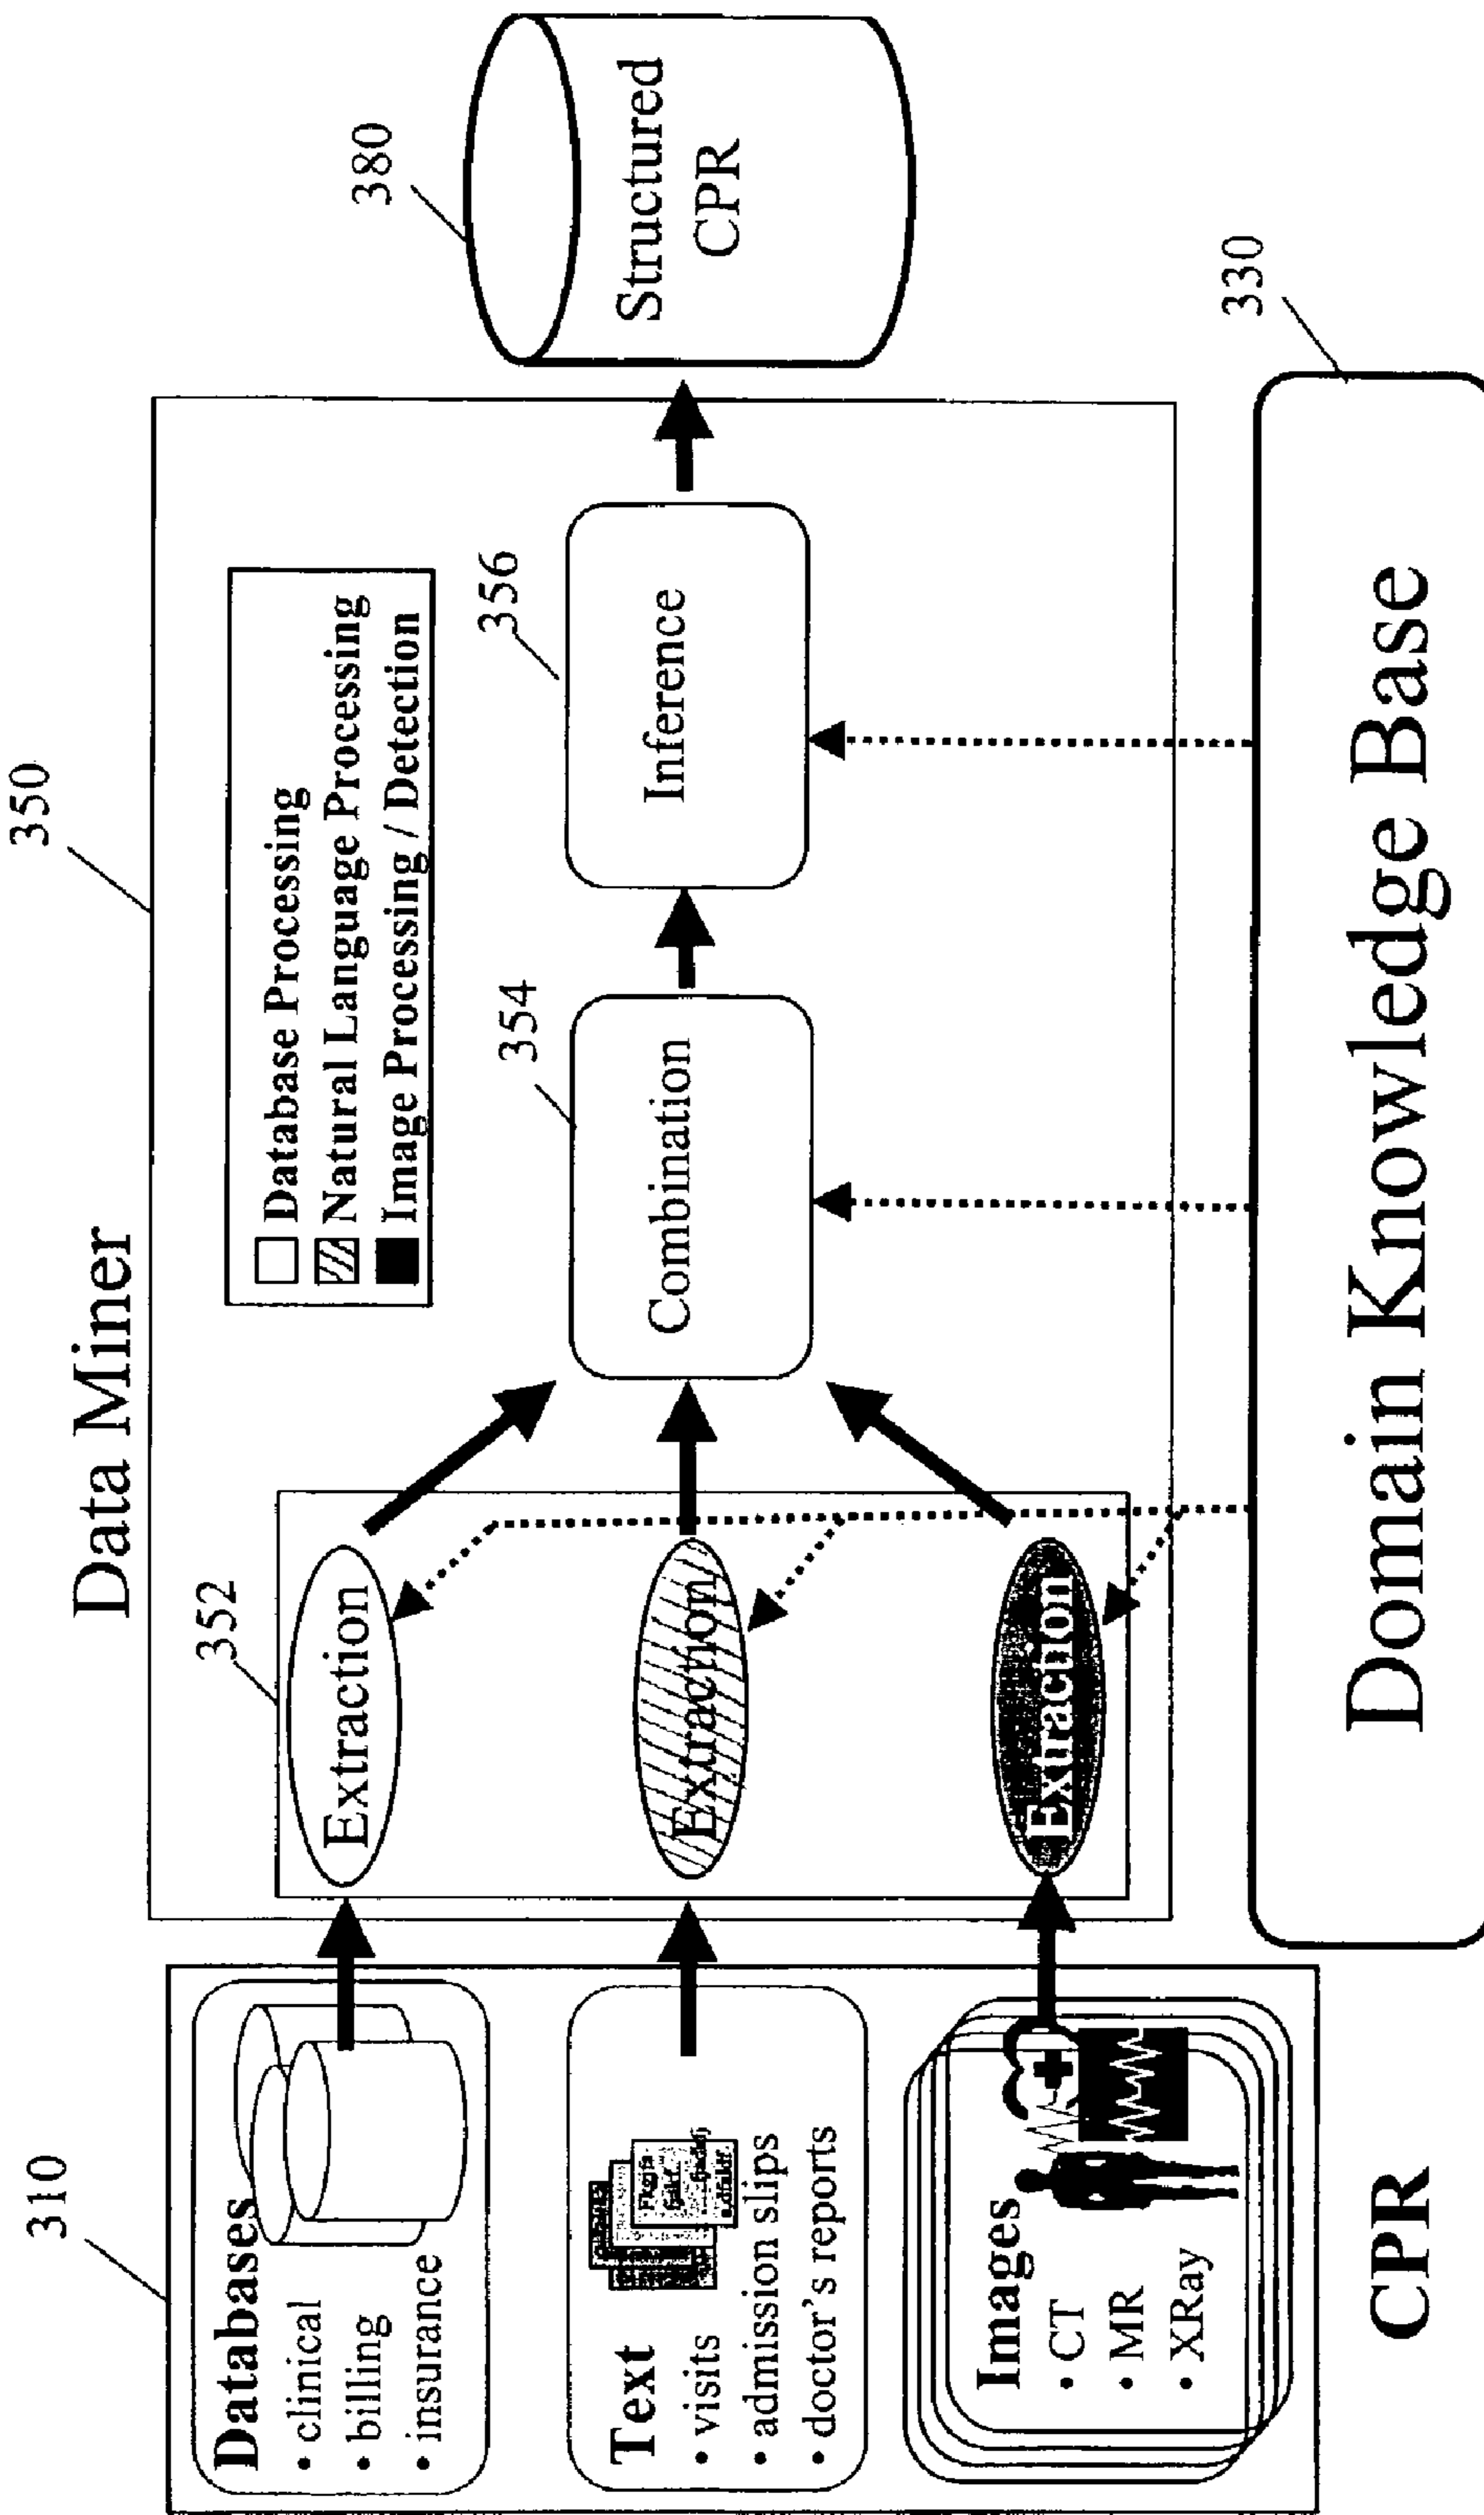 Data Miner
350
310
Databases
• clinical
• billing
• insurance
Text
• visits
• admission slips
• doctor's reports
Images
• CT
• MR
• XRay
CPR
352
Extraction
Extraction
Extraction
Database Processing
Natural Language Processing
Image Processing / Detection
354
Combination
356
Inference
380
Structured
CPR
330
Domain Knowledge Base